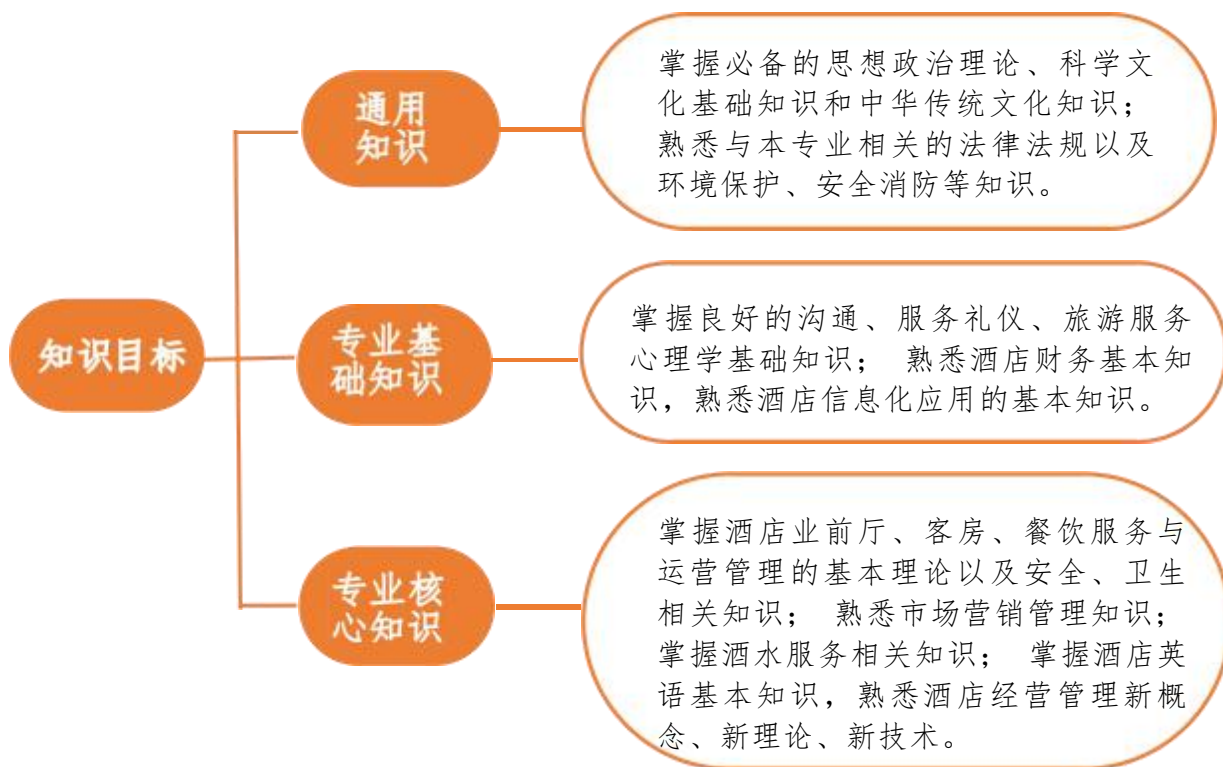 知识目标
通用
知识
掌握必备的思想政治理论、科学文
化基础知识和中华传统文化知识；
熟悉与本专业相关的法律法规以及
环境保护、安全消防等知识。
专业基
础知识
掌握良好的沟通、服务礼仪、旅游服务
心理学基础知识； 熟悉酒店财务基本知
识，熟悉酒店信息化应用的基本知识。
专业核
心知识
掌握酒店业前厅、客房、餐饮服务与
运营管理的基本理论以及安全、卫生
相关知识； 熟悉市场营销管理知识；
掌握酒水服务相关知识； 掌握酒店英
语基本知识，熟悉酒店经营管理新概
念、新理论、新技术。